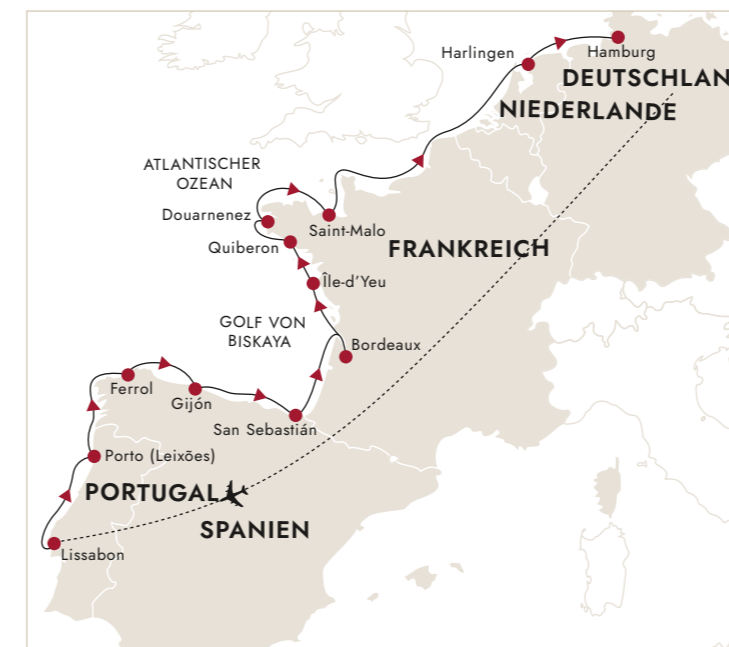 Harlingen
Hamburg
DEUTSCHLAN
NIEDERLANDE
ATLANTISCHER
OZEAN
Douarnenez
Saint-Malo
Quiberon
FRANKREICH
Île-d'Yeu
GOLF VON
BISKAYA
Bordeaux
Ferrol
Gijón
San Sebastián
Porto (Leixões)
PORTUGAL
SPANIEN
Lissabon